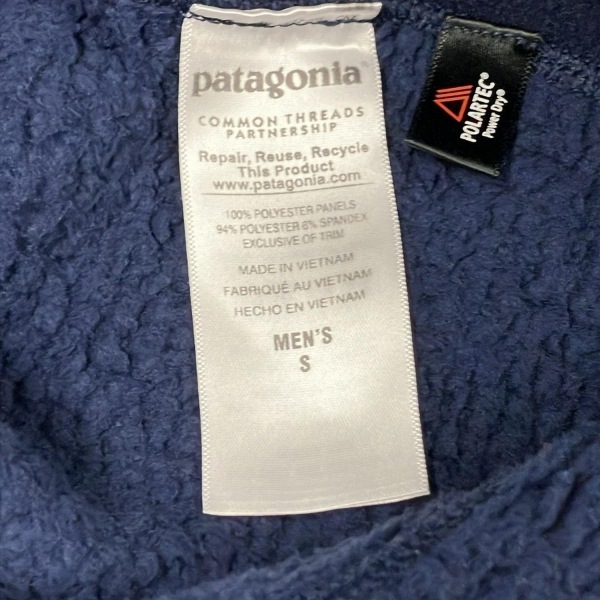 patagonia®
COMMON THREADS
PARTNERSHIP
Repair, Reuse, Recycle
This Product
www.patagonia.com
100% POLYESTER PANELS
94% POLYESTER 6% SPANDEX
EXCLUSIVE OF TRIM
MADE IN VIETNAM
FABRIQUÉ AU VIETNAM
HECHO EN VIETNAM
MEN'S
S
POLARTEC®
Power Dry®